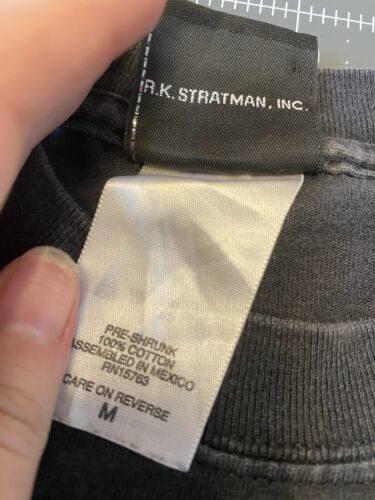 R.K. STRATMAN, INC.
PRE-SHRUNK
100% COTTON
ASSEMBLED IN MEXICO
RN15763
CARE ON REVERSE
M